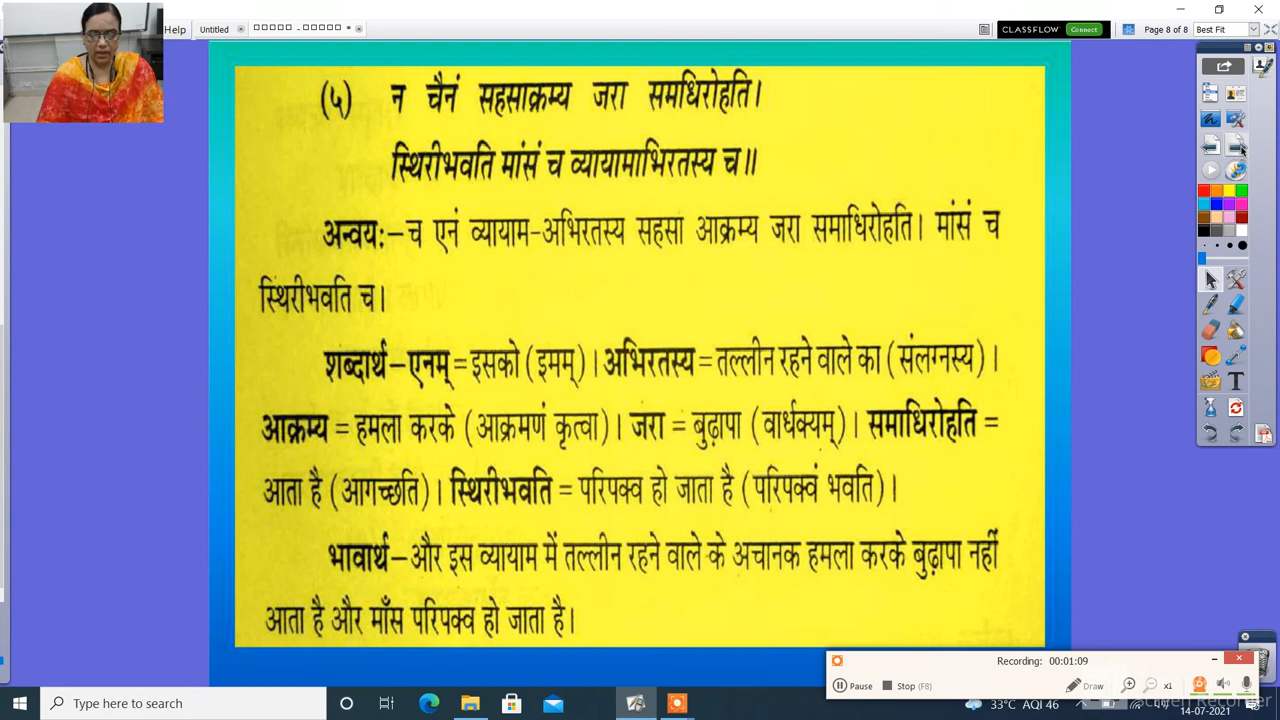 Help
Untitled
CLASSFLOW Connect
Page 8 of 8
Best Fit
(५) न चैनं सहसाक्रम्य जरा समधिरोहति।
स्थिरीभवति मांसं च व्यायामाभिरतस्य च॥
अन्वयः–च एनं व्यायाम-अभिरतस्य सहसा आक्रम्य जरा समाधिरोहति। मांसं च
स्थिरीभवति च।
शब्दार्थ–एनम् = इसको (इमम्)। अभिरतस्य = तल्लीन रहने वाले का (संलग्नस्य)।
आक्रम्य = हमला करके (आक्रमणं कृत्वा)। जरा = बुढ़ापा (वार्धक्यम्)। समाधिरोहति =
आता है (आगच्छति)। स्थिरीभवति = परिपक्व हो जाता है (परिपक्वं भवति)।
भावार्थ–और इस व्यायाम में तल्लीन रहने वाले के अचानक हमला करके बुढ़ापा नहीं
आता है और माँस परिपक्व हो जाता है।
Recording: 00:01:09
Pause Stop (F8) x1 Draw
Type here to search
33°C AQI 46
14-07-2021